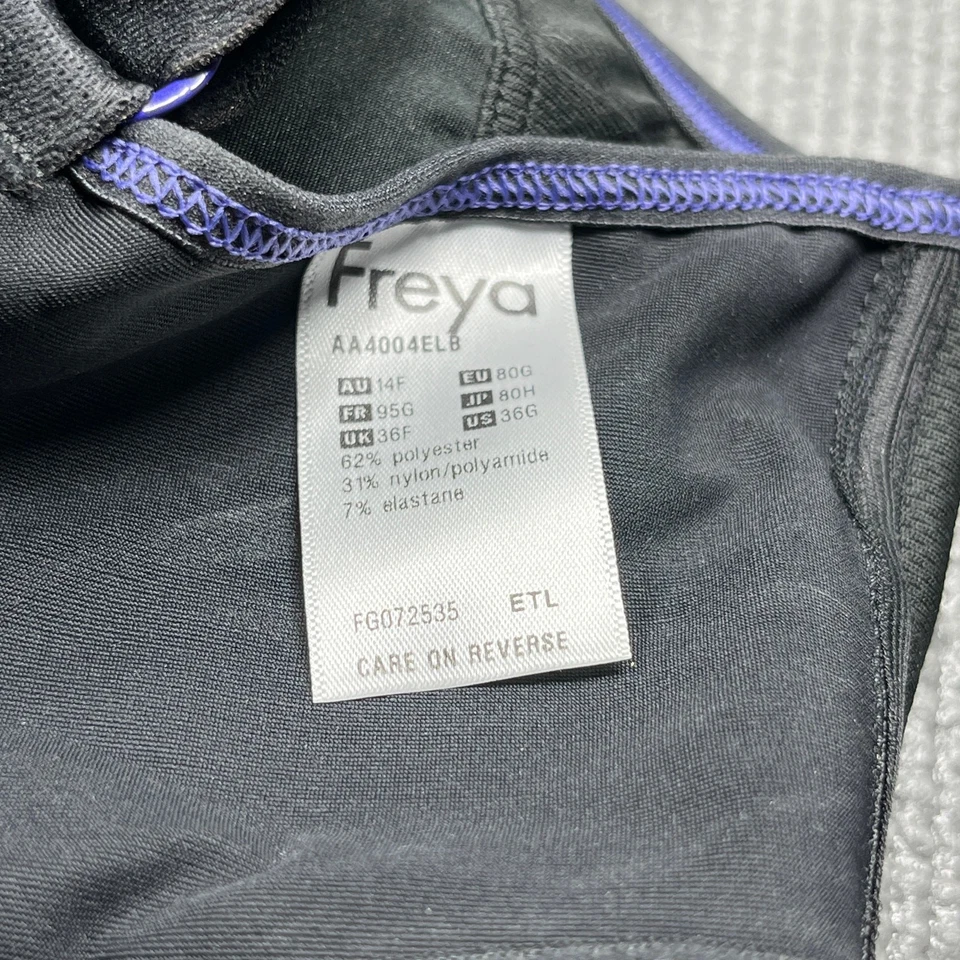 Freya
AA4004ELB
AU 14F EU 80G
FR 95G JP 80H
UK 36F US 36G
62% polyester
31% nylon/polyamide
7% elastane
FG072535 ETL
CARE ON REVERSE